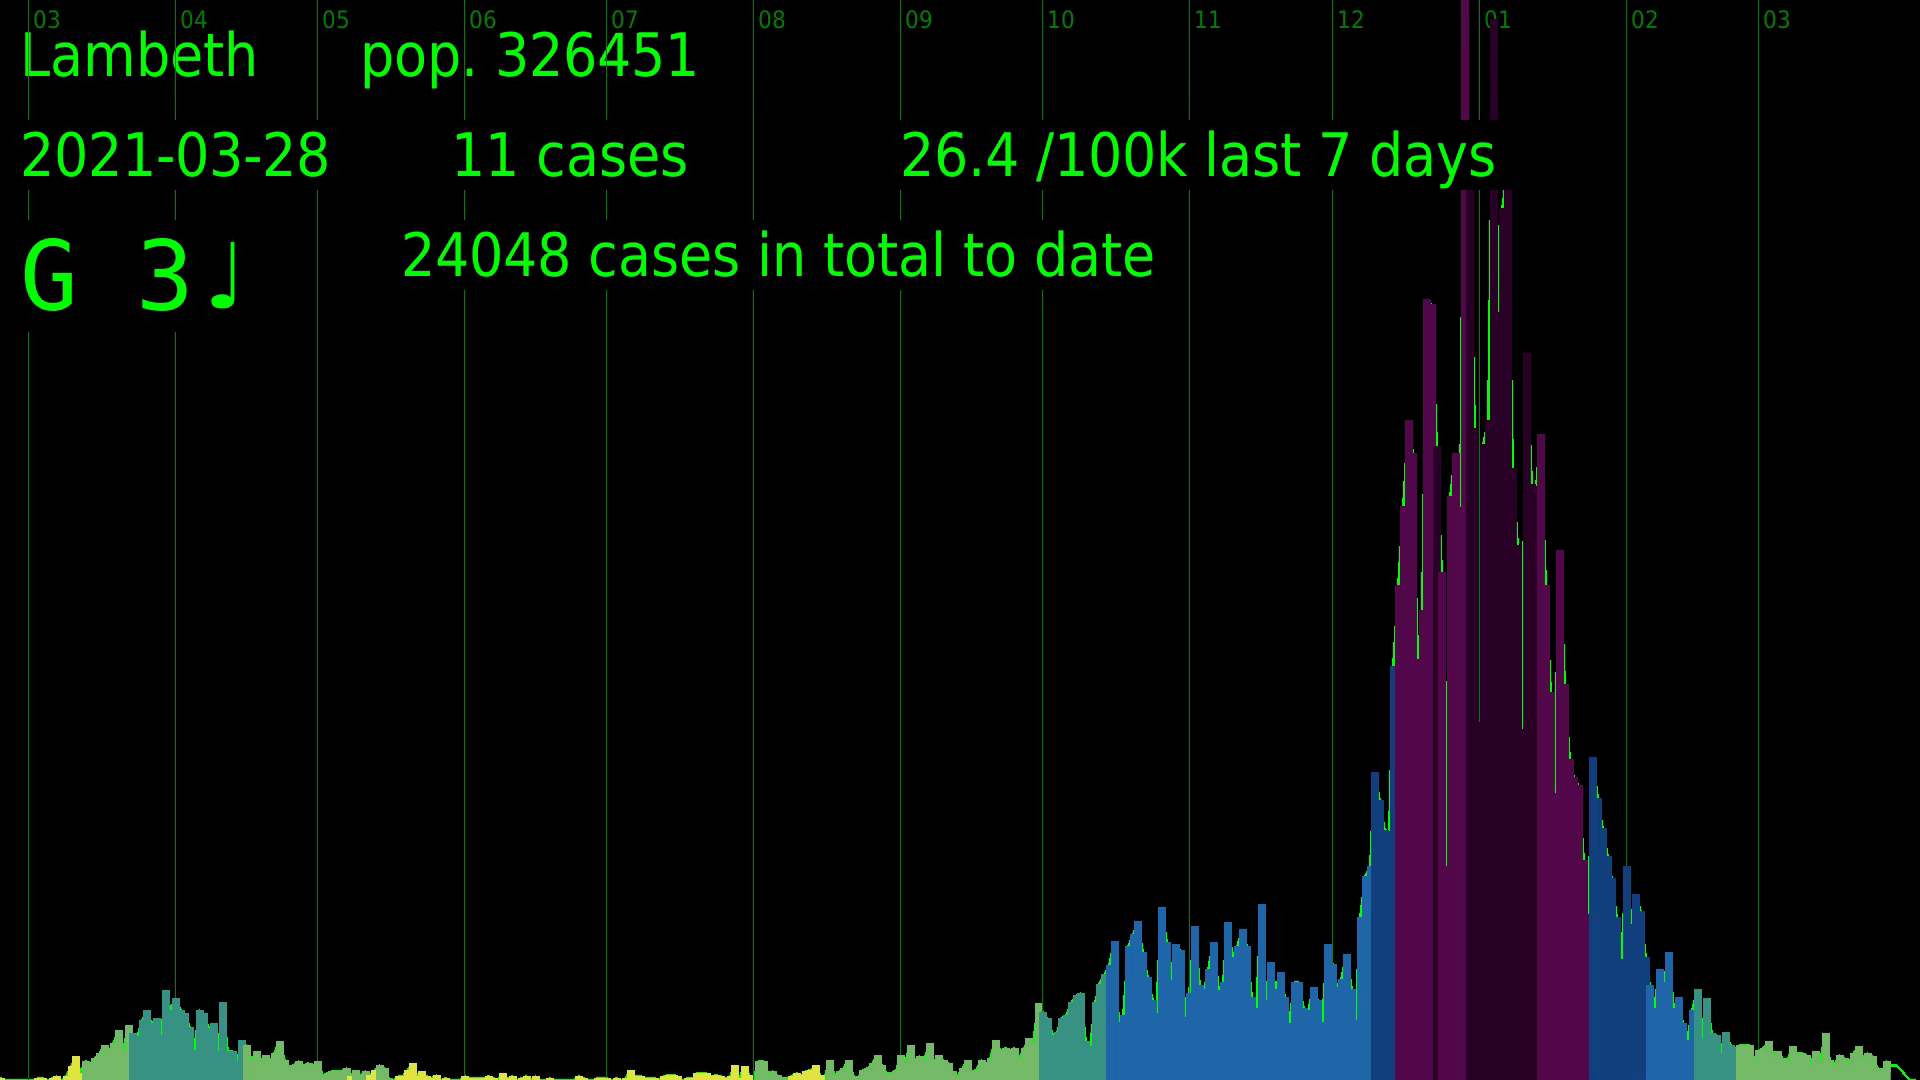 03 04 05 06 07 08 09 10 11 12 01 02 03
Lambeth pop. 326451
2021-03-28 11 cases 26.4 /100k last 7 days
G 3♩ 24048 cases in total to date